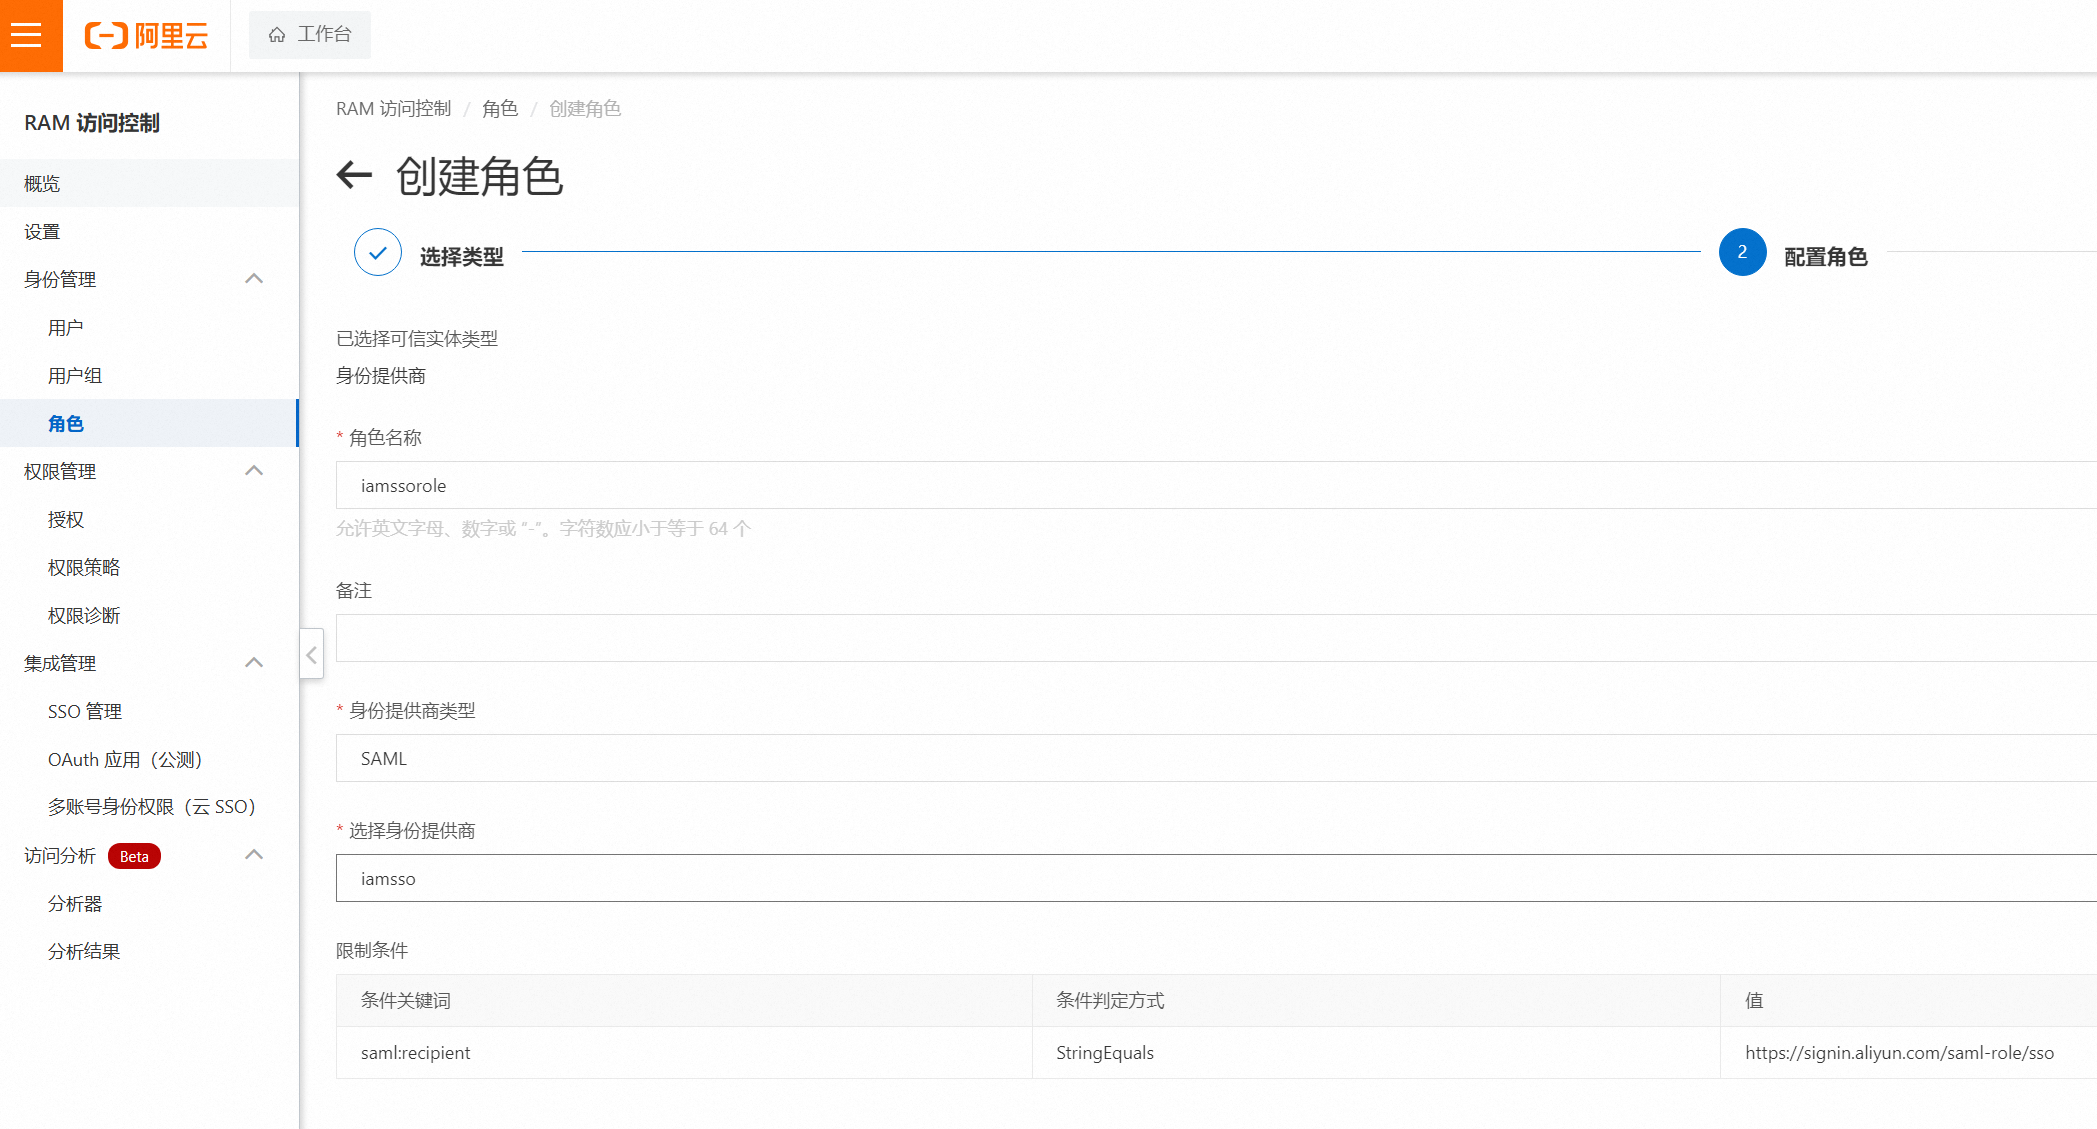 阿里云
工作台
RAM 访问控制
概览
设置
身份管理
用户
用户组
角色
权限管理
授权
权限策略
权限诊断
集成管理
SSO 管理
OAuth 应用（公测）
多账号身份权限（云 SSO）
访问分析 Beta
分析器
分析结果
RAM 访问控制 / 角色 / 创建角色
创建角色
选择类型
2 配置角色
已选择可信实体类型
身份提供商
* 角色名称
iamssorole
允许英文字母、数字或 "-"。字符数应小于等于 64 个
备注
* 身份提供商类型
SAML
* 选择身份提供商
iamsso
限制条件
条件关键词 条件判定方式 值
saml:recipient StringEquals https://signin.aliyun.com/saml-role/sso